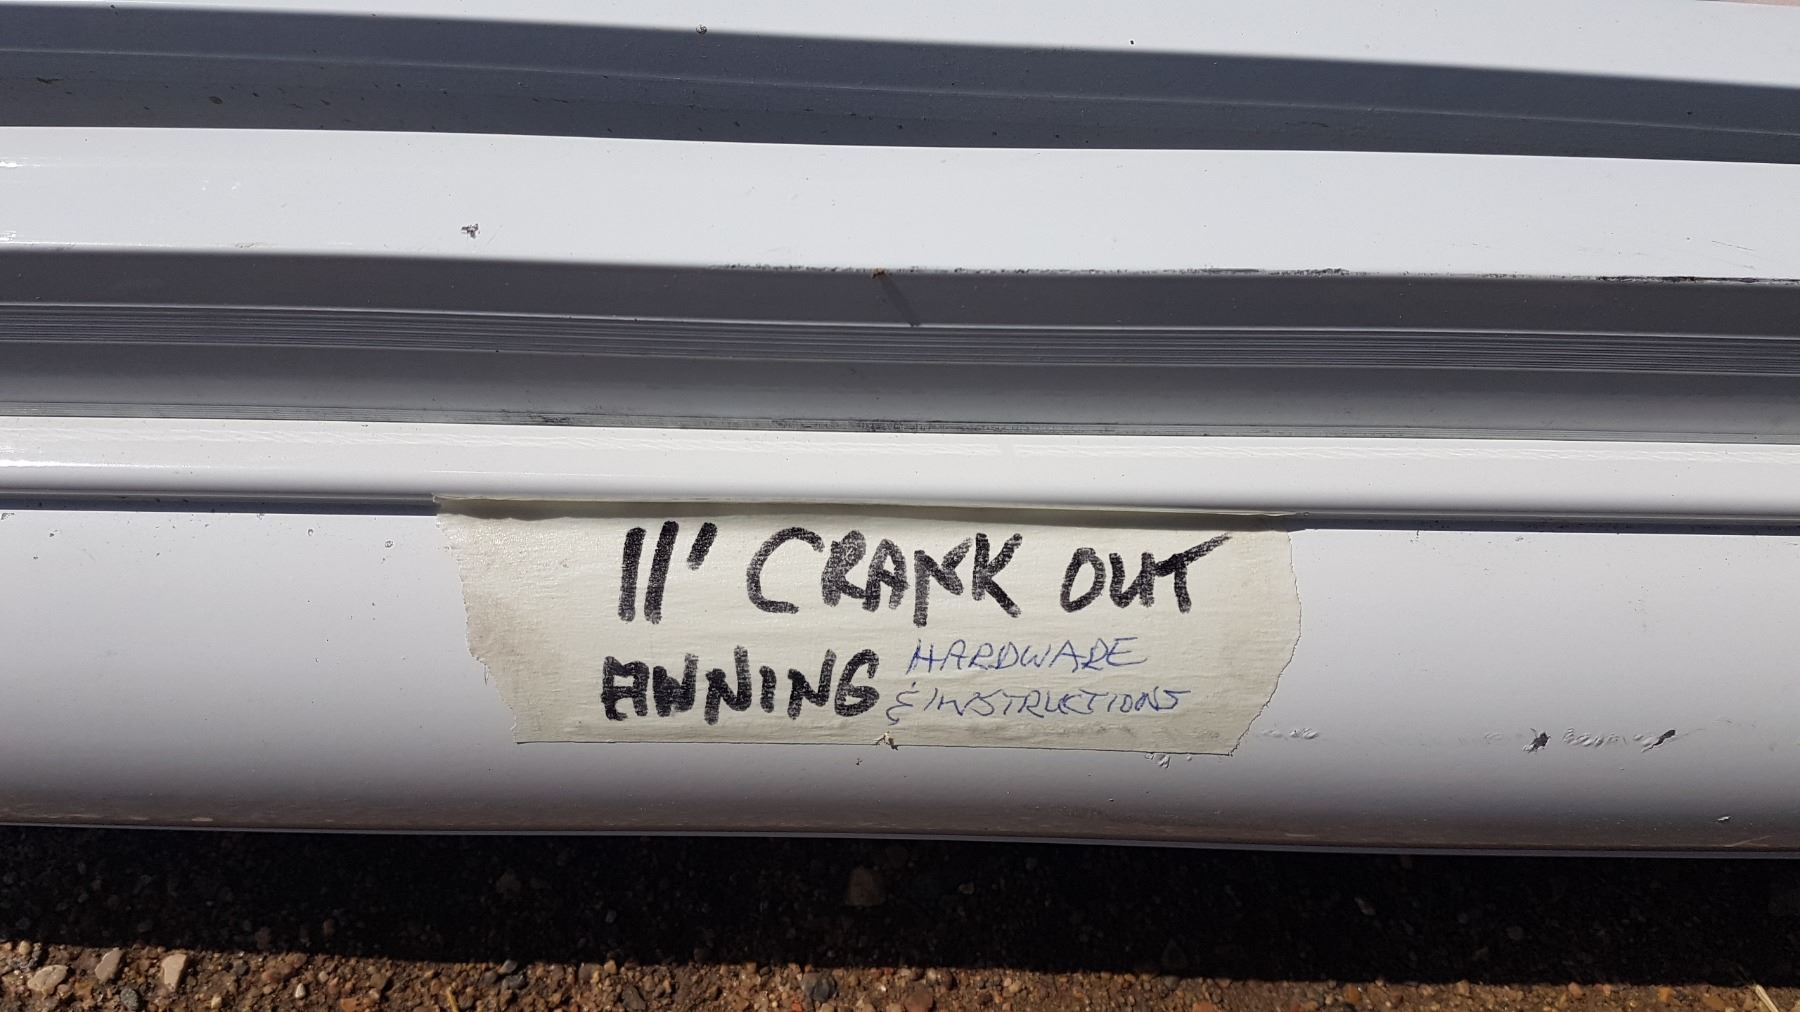 11' CRANK OUT
AWNING HARDWARE
& INSTRUCTIONS